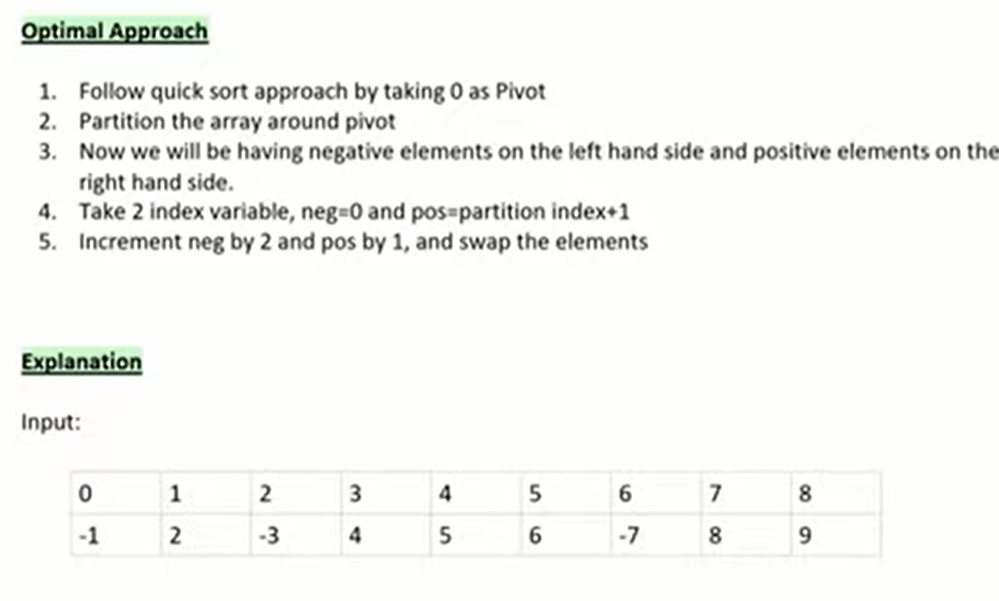 Optimal Approach
1. Follow quick sort approach by taking 0 as Pivot
2. Partition the array around pivot
3. Now we will be having negative elements on the left hand side and positive elements on the
right hand side.
4. Take 2 index variable, neg=0 and pos=partition index+1
5. Increment neg by 2 and pos by 1, and swap the elements
Explanation
Input:
0 1 2 3 4 5 6 7 8
-1 2 -3 4 5 6 -7 8 9